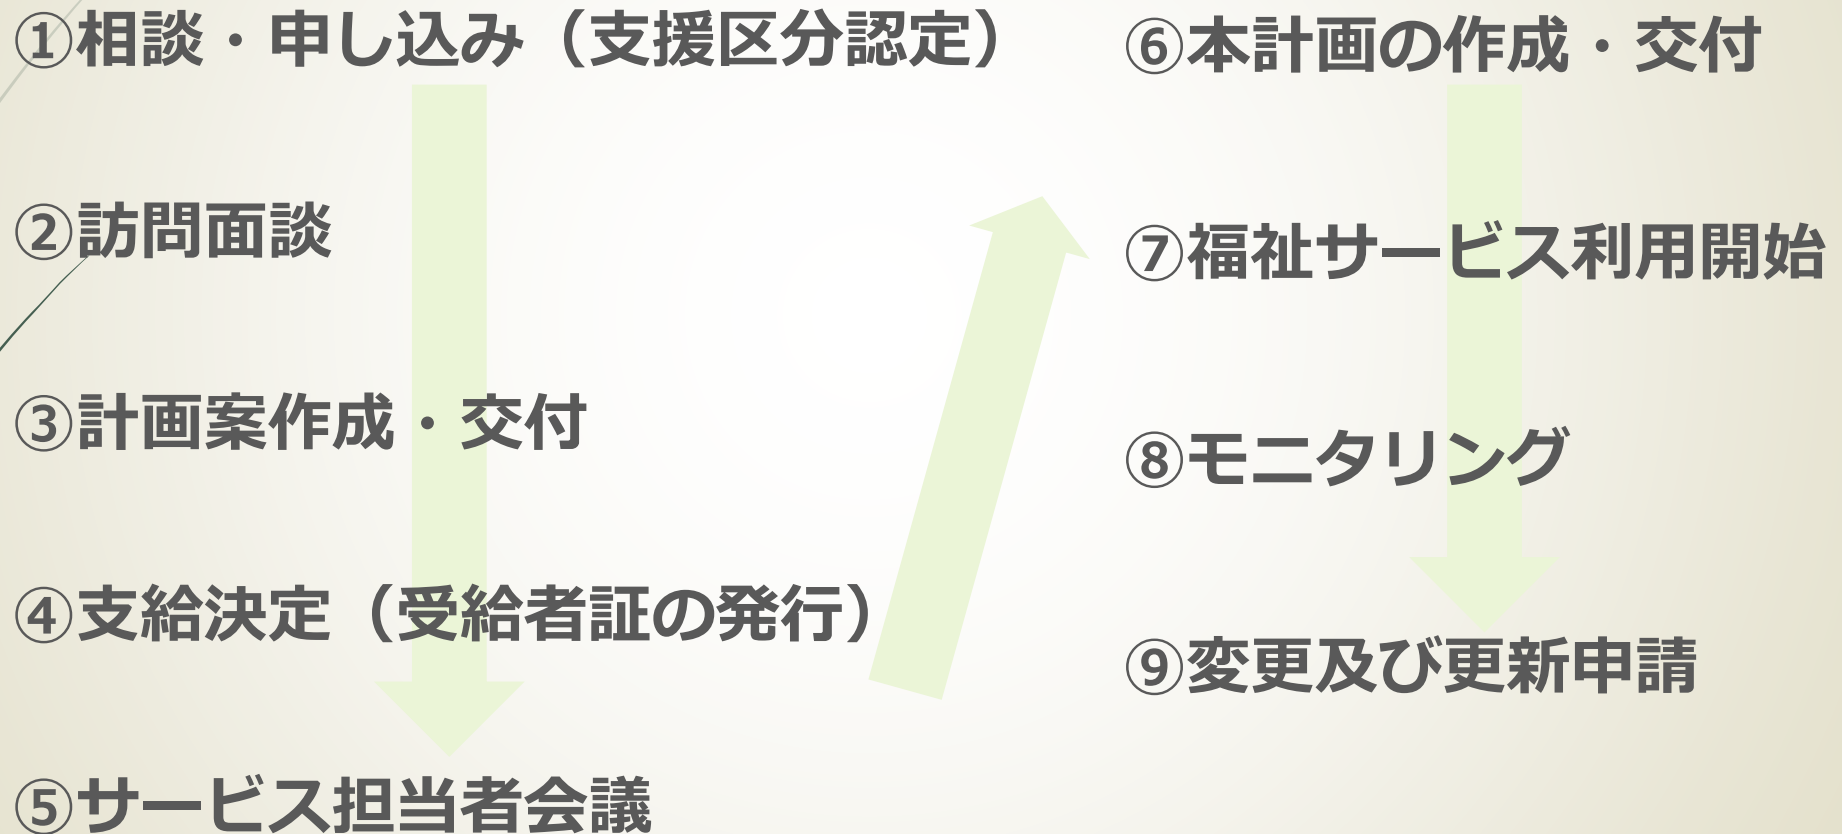 ①相談・申し込み（支援区分認定）
②訪問面談
③計画案作成・交付
④支給決定（受給者証の発行）
⑤サービス担当者会議
⑥本計画の作成・交付
⑦福祉サービス利用開始
⑧モニタリング
⑨変更及び更新申請